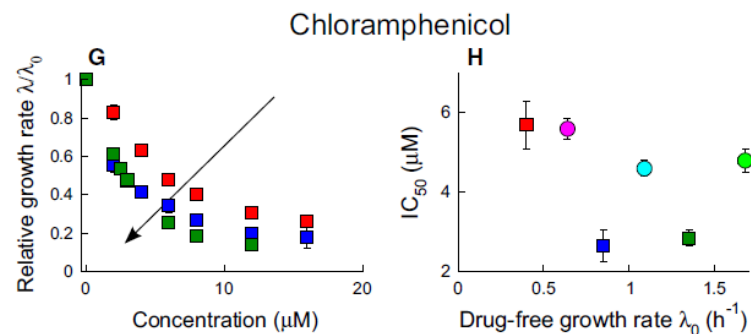 Chloramphenicol
G
Relative growth rate λ/λ₀
1
0.8
0.6
0.4
0.2
0
0
10
20
Concentration (μM)
H
IC₅₀ (μM)
6
4
2
0
0.5
1
1.5
Drug-free growth rate λ₀ (h⁻¹)